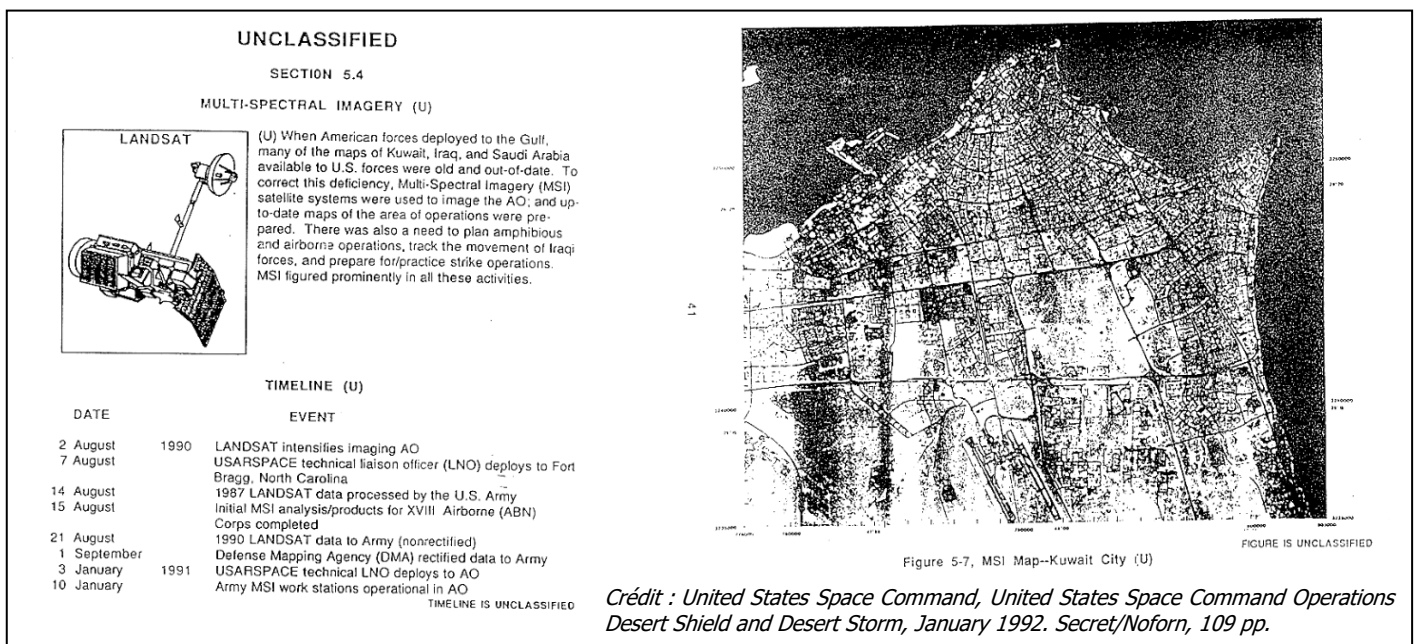 UNCLASSIFIED
SECTION 5.4
MULTI-SPECTRAL IMAGERY (U)
LANDSAT
(U) When American forces deployed to the Gulf,
many of the maps of Kuwait, Iraq, and Saudi Arabia
available to U.S. forces were old and out-of-date. To
correct this deficiency, Multi-Spectral Imagery (MSI)
satellite systems were used to image the AO; and up-
to-date maps of the area of operations were pre-
pared. There was also a need to plan amphibious
and airborne operations, track the movement of Iraqi
forces, and prepare for/practice strike operations.
MSI figured prominently in all these activities.
TIMELINE (U)
DATE EVENT
2 August 1990 LANDSAT intensifies imaging AO
7 August USARSPACE technical liaison officer (LNO) deploys to Fort
Bragg, North Carolina
14 August 1987 LANDSAT data processed by the U.S. Army
15 August Initial MSI analysis/products for XVIII Airborne (ABN)
Corps completed
21 August 1990 LANDSAT data to Army (nonrectified)
1 September Defense Mapping Agency (DMA) rectified data to Army
3 January 1991 USARSPACE technical LNO deploys to AO
10 January Army MSI work stations operational in AO
TIMELINE IS UNCLASSIFIED
41
FIGURE IS UNCLASSIFIED
Figure 5-7, MSI Map--Kuwait City (U)
Crédit : United States Space Command, United States Space Command Operations
Desert Shield and Desert Storm, January 1992. Secret/Noforn, 109 pp.